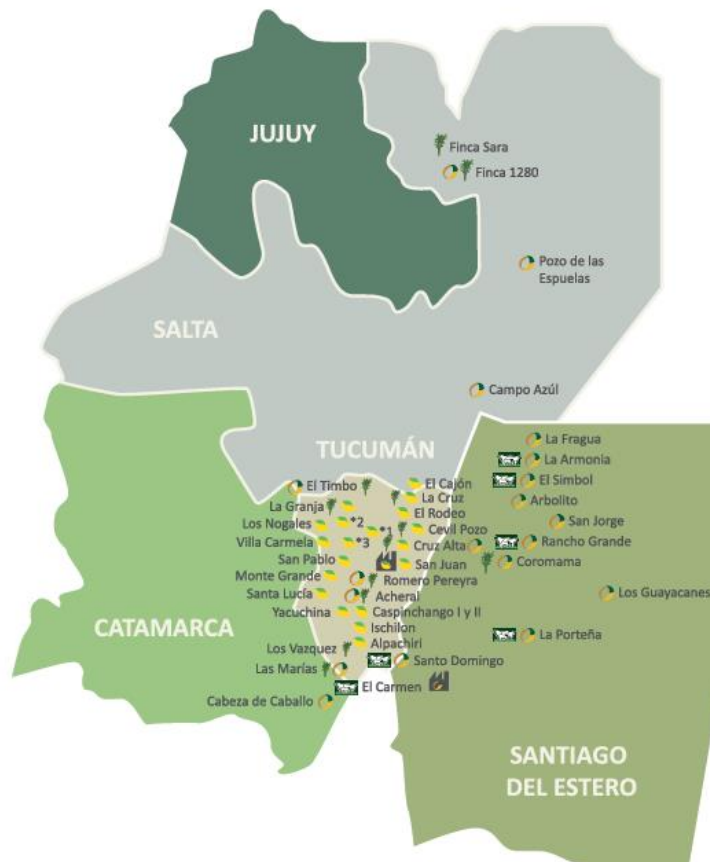 JUJUY
Finca Sara
Finca 1280
Pozo de las
Espuelas
SALTA
Campo Azúl
TUCUMÁN
La Fragua
La Armonia
El Simbol
Arbolito
San Jorge
Rancho Grande
Coromama
Los Guayacanes
La Porteña
El Timbo
El Cajón
La Cruz
La Granja
El Rodeo
Los Nogales
*2
*1
Cevil Pozo
Villa Carmela
*3
Cruz Alta
San Pablo
San Juan
Monte Grande
Romero Pereyra
Santa Lucía
Acheral
Yacuchina
Caspinchango I y II
Ischilon
CATAMARCA
Alpachiri
Los Vazquez
Santo Domingo
Las Marías
El Carmen
Cabeza de Caballo
SANTIAGO
DEL ESTERO